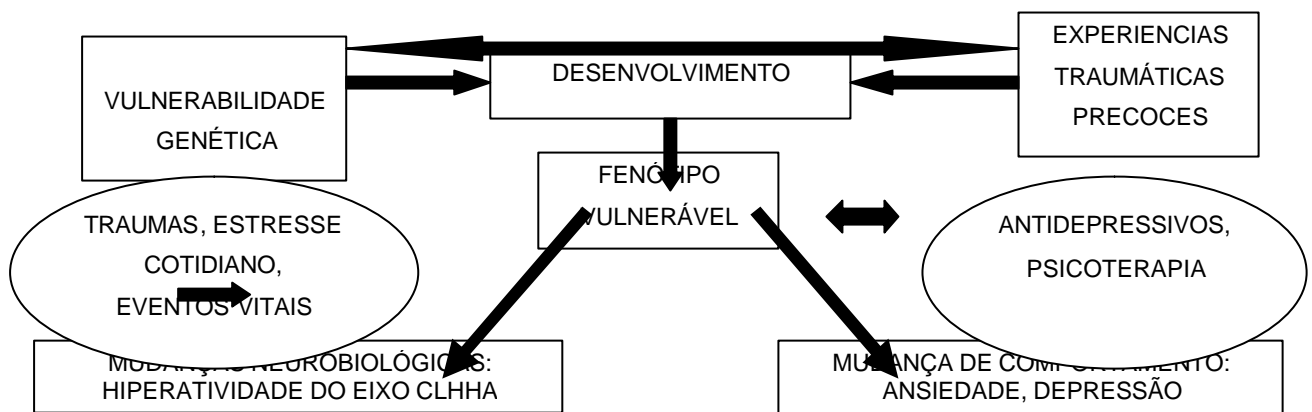 VULNERABILIDADE
GENÉTICA
DESENVOLVIMENTO
EXPERIENCIAS
TRAUMÁTICAS
PRECOCES
FENÓTIPO
VULNERÁVEL
TRAUMAS, ESTRESSE
COTIDIANO,
EVENTOS VITAIS
ANTIDEPRESSIVOS,
PSICOTERAPIA
MUDANÇAS NEUROBIOLÓGICAS:
HIPERATIVIDADE DO EIXO CLHHA
MUDANÇA DE COMPORTAMENTO:
ANSIEDADE, DEPRESSÃO